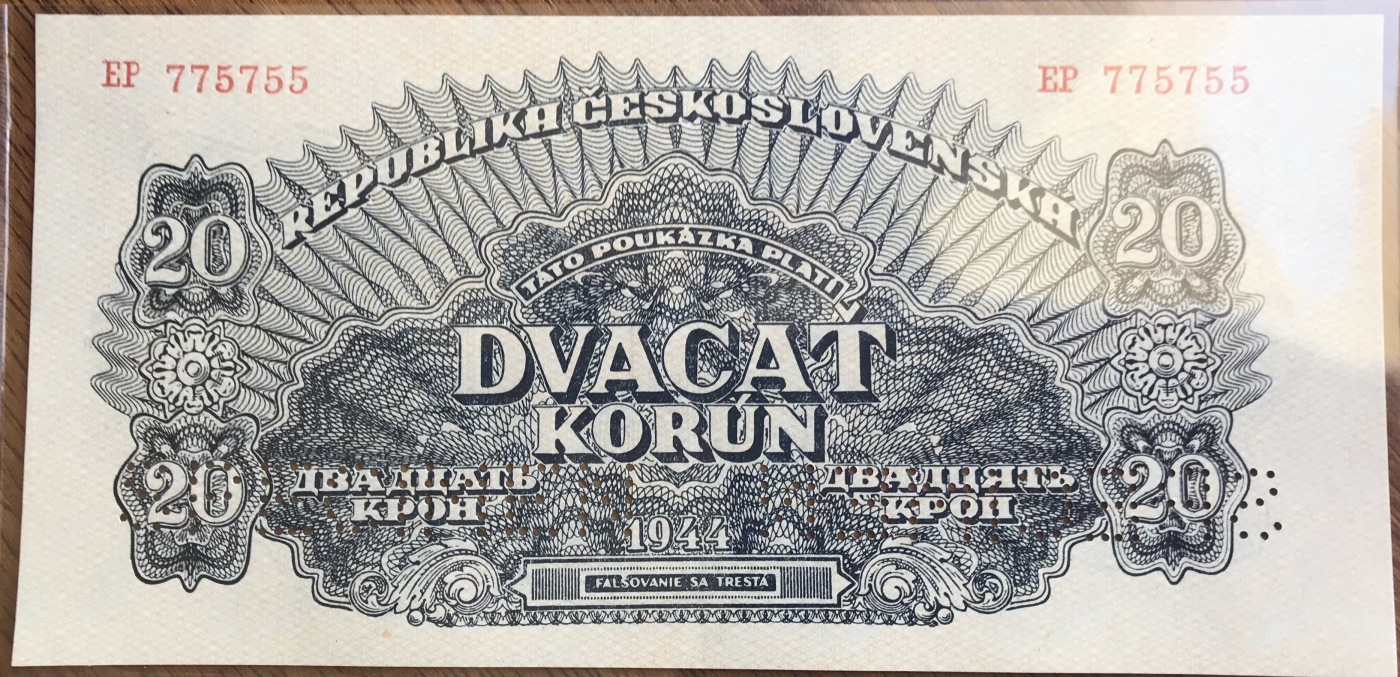 EP 775755
EP 775755
REPUBLIKA ČESKOSLOVENSKÁ
20
20
TÁTO POUKÁZKA PLATÍ
DVACAŤ
KORÚN
20
ДВАДЦАТЬ
КРОН
ДВАДЦЯТЬ
КРОН
20
1944
FALŠOVANIE SA TRESTÁ